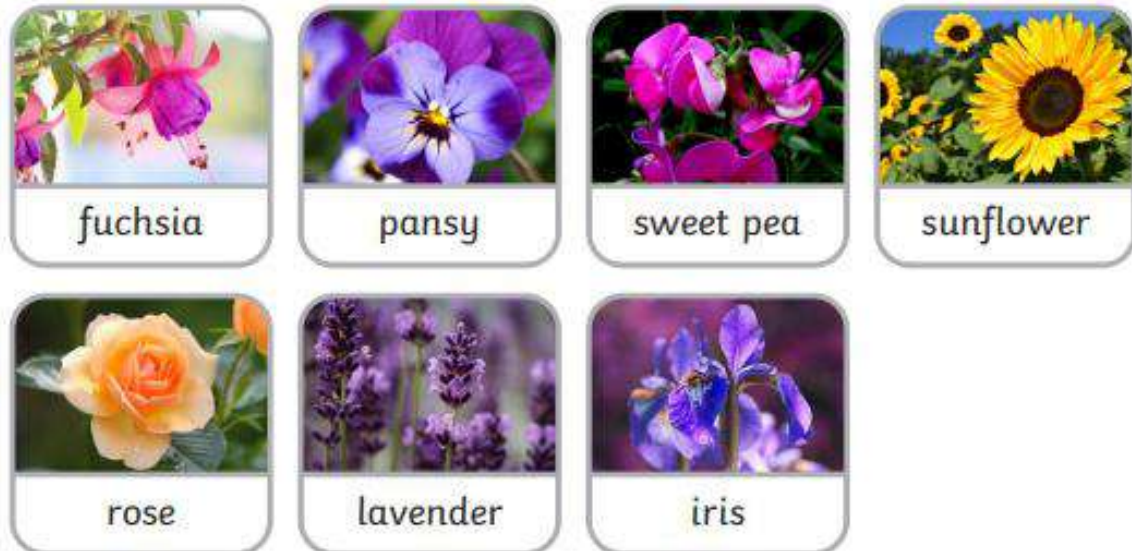 fuchsia
pansy
sweet pea
sunflower
rose
lavender
iris